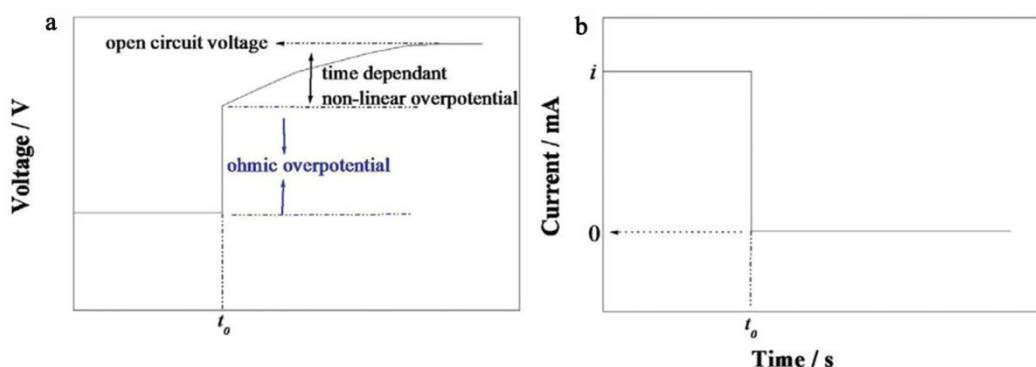 a
open circuit voltage
time dependant
non-linear overpotential
ohmic overpotential
Voltage / V
t₀
b
i
0
Current / mA
t₀
Time / s